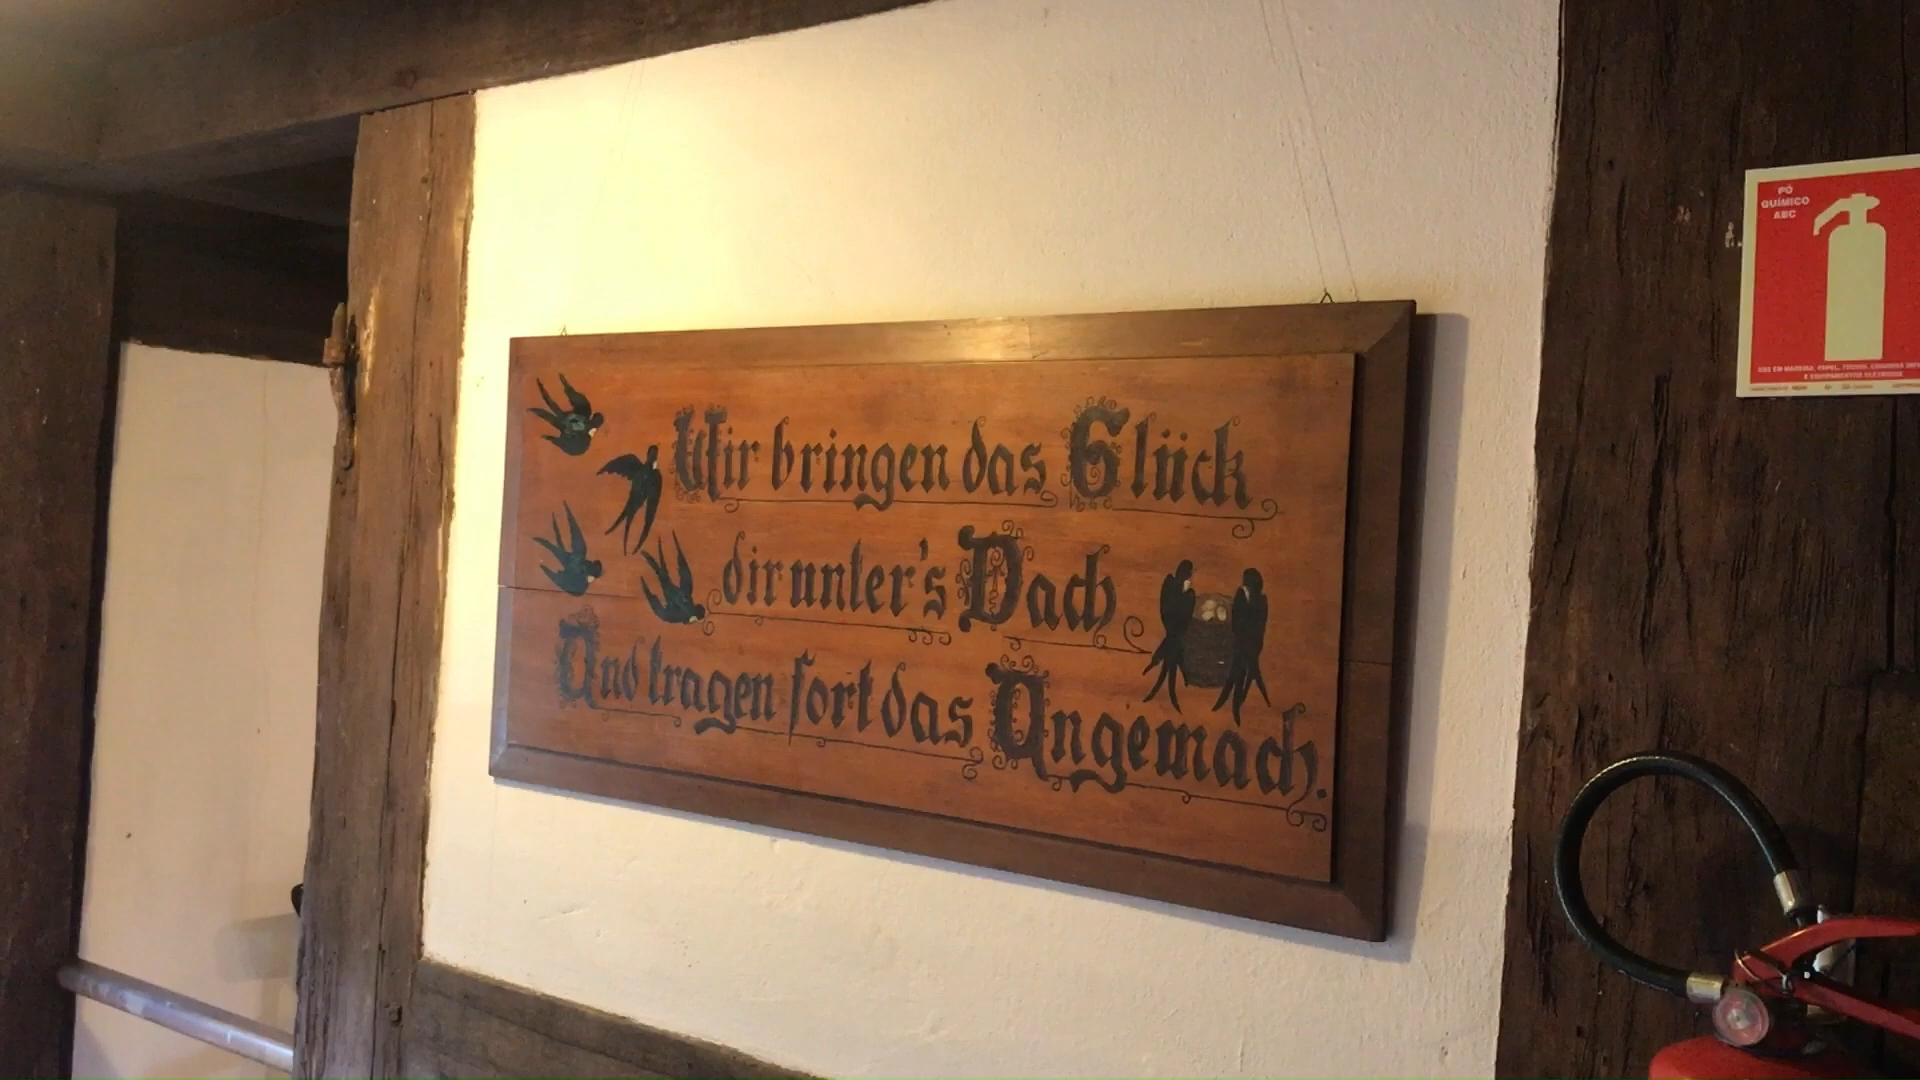 Wir bringen das Glück
dir unter's Dach
Und tragen fort das Ungemach.
PÓ
QUÍMICO
ABC